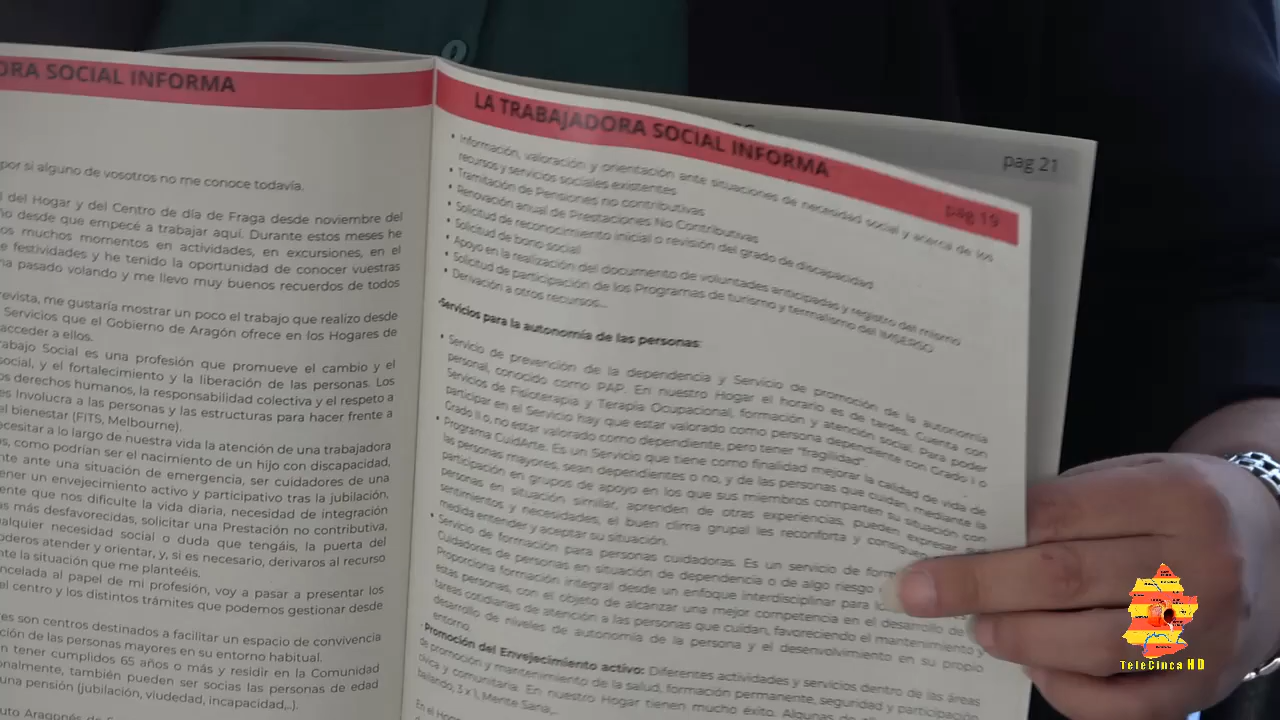 ORA SOCIAL INFORMA
por si alguno de vosotros no me conoce todavía.
l del Hogar y del Centro de día de Fraga desde noviembre del
ño desde que empecé a trabajar aquí. Durante estos meses he
os muchos momentos en actividades, en excursiones, en el
e festividades y he tenido la oportunidad de conocer vuestras
ha pasado volando y me llevo muy buenos recuerdos de todos
revista, me gustaría mostrar un poco el trabajo que realizo desde
Servicios que el Gobierno de Aragón ofrece en los Hogares de
acceder a ellos.
rabajo Social es una profesión que promueve el cambio y el
social, y el fortalecimiento y la liberación de las personas. Los
os derechos humanos, la responsabilidad colectiva y el respeto a
es Involucra a las personas y las estructuras para hacer frente a
el bienestar (FITS, Melbourne).
ecesitar a lo largo de nuestra vida la atención de una trabajadora
as, como podrían ser el nacimiento de un hijo con discapacidad,
nte ante una situación de emergencia, ser cuidadores de una
ener un envejecimiento activo y participativo tras la jubilación,
ente que nos dificulte la vida diaria, necesidad de integración
as más desfavorecidas, solicitar una Prestación no contributiva,
ualquier necesidad social o duda que tengáis, la puerta del
oderos atender y orientar, y, si es necesario, derivaros al recurso
nte la situación que me planteéis.
ncelada al papel de mi profesión, voy a pasar a presentar los
el centro y los distintos trámites que podemos gestionar desde
es son centros destinados a facilitar un espacio de convivencia
ción de las personas mayores en su entorno habitual.
n tener cumplidos 65 años o más y residir en la Comunidad
onalmente, también pueden ser socias las personas de edad
una pensión (jubilación, viudedad, incapacidad,..).
uto Aragonés de
LA TRABAJADORA SOCIAL INFORMA
pag 19
pag 21
• Información, valoración y orientación ante situaciones de necesidad social y acerca de los
recursos y servicios sociales existentes
• Tramitación de Pensiones no contributivas
• Renovación anual de Prestaciones No Contributivas
• Solicitud de reconocimiento inicial o revisión del grado de discapacidad
• Solicitud de bono social
• Apoyo en la realización del documento de voluntades anticipadas y registro del mismo
• Solicitud de participación de los Programas de turismo y termalismo del IMSERSO
• Derivación a otros recursos...
-Servicios para la autonomía de las personas:
• Servicio de prevención de la dependencia y Servicio de promoción de la autonomía
personal, conocido como PAP. En nuestro Hogar el horario es de tardes. Cuenta con
Servicios de Fisioterapia y Terapia Ocupacional, formación y atención social. Para poder
participar en el Servicio hay que estar valorado como persona dependiente con Grado I o
Grado II o, no estar valorado como dependiente, pero tener "fragilidad"
• Programa CuidArte. Es un Servicio que tiene como finalidad mejorar la calidad de vida de
las personas mayores, sean dependientes o no, y de las personas que cuidan, mediante la
participación en grupos de apoyo en los que sus miembros comparten su situación con
personas en situación similar, aprenden de otras experiencias, pueden expresar
sentimientos y necesidades, el buen clima grupal les reconforta y consiguen
medida entender y aceptar su situación.
• Servicio de formación para personas cuidadoras. Es un servicio de
Cuidadores de personas en situación de dependencia o de algo riesgo
Proporciona formación integral desde un enfoque interdisciplinar para
estas personas, con el objeto de alcanzar una mejor competencia en el desarrollo de
tareas de diarias de atención a las personas que cuidan, favoreciendo el mantenimiento y
de niveles de autonomía de la persona y el desenvolvimiento en su propio
entorno.
-Promoción del Envejecimiento activo: Diferentes actividades y servicios dentro de las áreas
de promoción y mantenimiento de la salud, formación permanente, seguridad y participación
cívica y comunitaria. En nuestro Hogar tienen mucho éxito. Algunas de
bailando, 3 x 1, Mente Sana,...
En el
TeleCinca HD